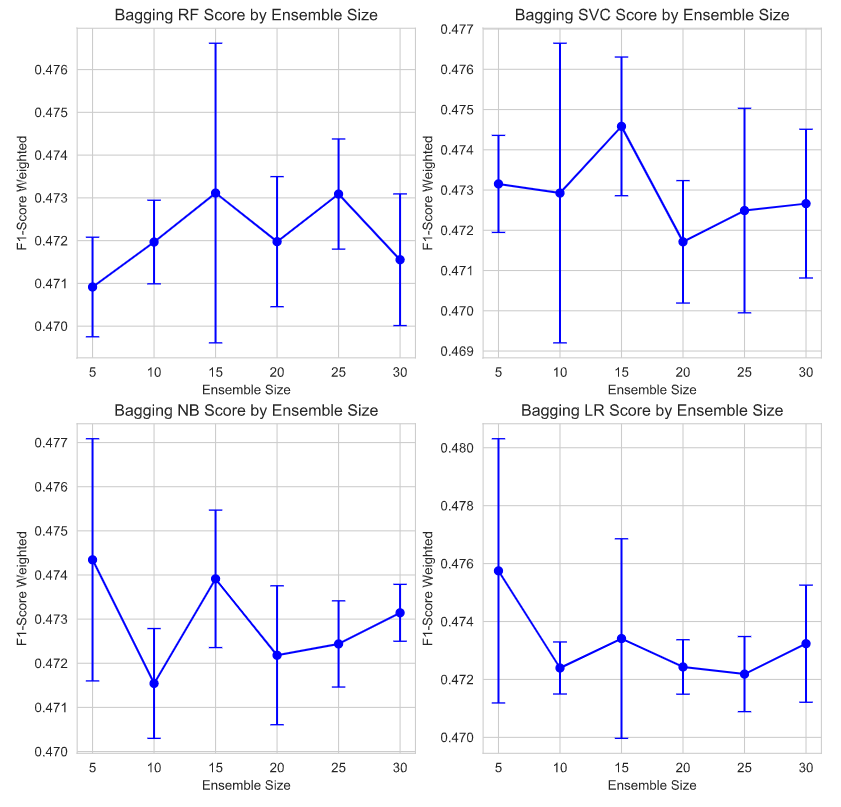 Bagging RF Score by Ensemble Size
F1-Score Weighted
0.476
0.475
0.474
0.473
0.472
0.471
0.470
5 10 15 20 25 30
Ensemble Size
Bagging SVC Score by Ensemble Size
F1-Score Weighted
0.477
0.476
0.475
0.474
0.473
0.472
0.471
0.470
0.469
5 10 15 20 25 30
Ensemble Size
Bagging NB Score by Ensemble Size
F1-Score Weighted
0.477
0.476
0.475
0.474
0.473
0.472
0.471
0.470
5 10 15 20 25 30
Ensemble Size
Bagging LR Score by Ensemble Size
F1-Score Weighted
0.480
0.478
0.476
0.474
0.472
0.470
5 10 15 20 25 30
Ensemble Size